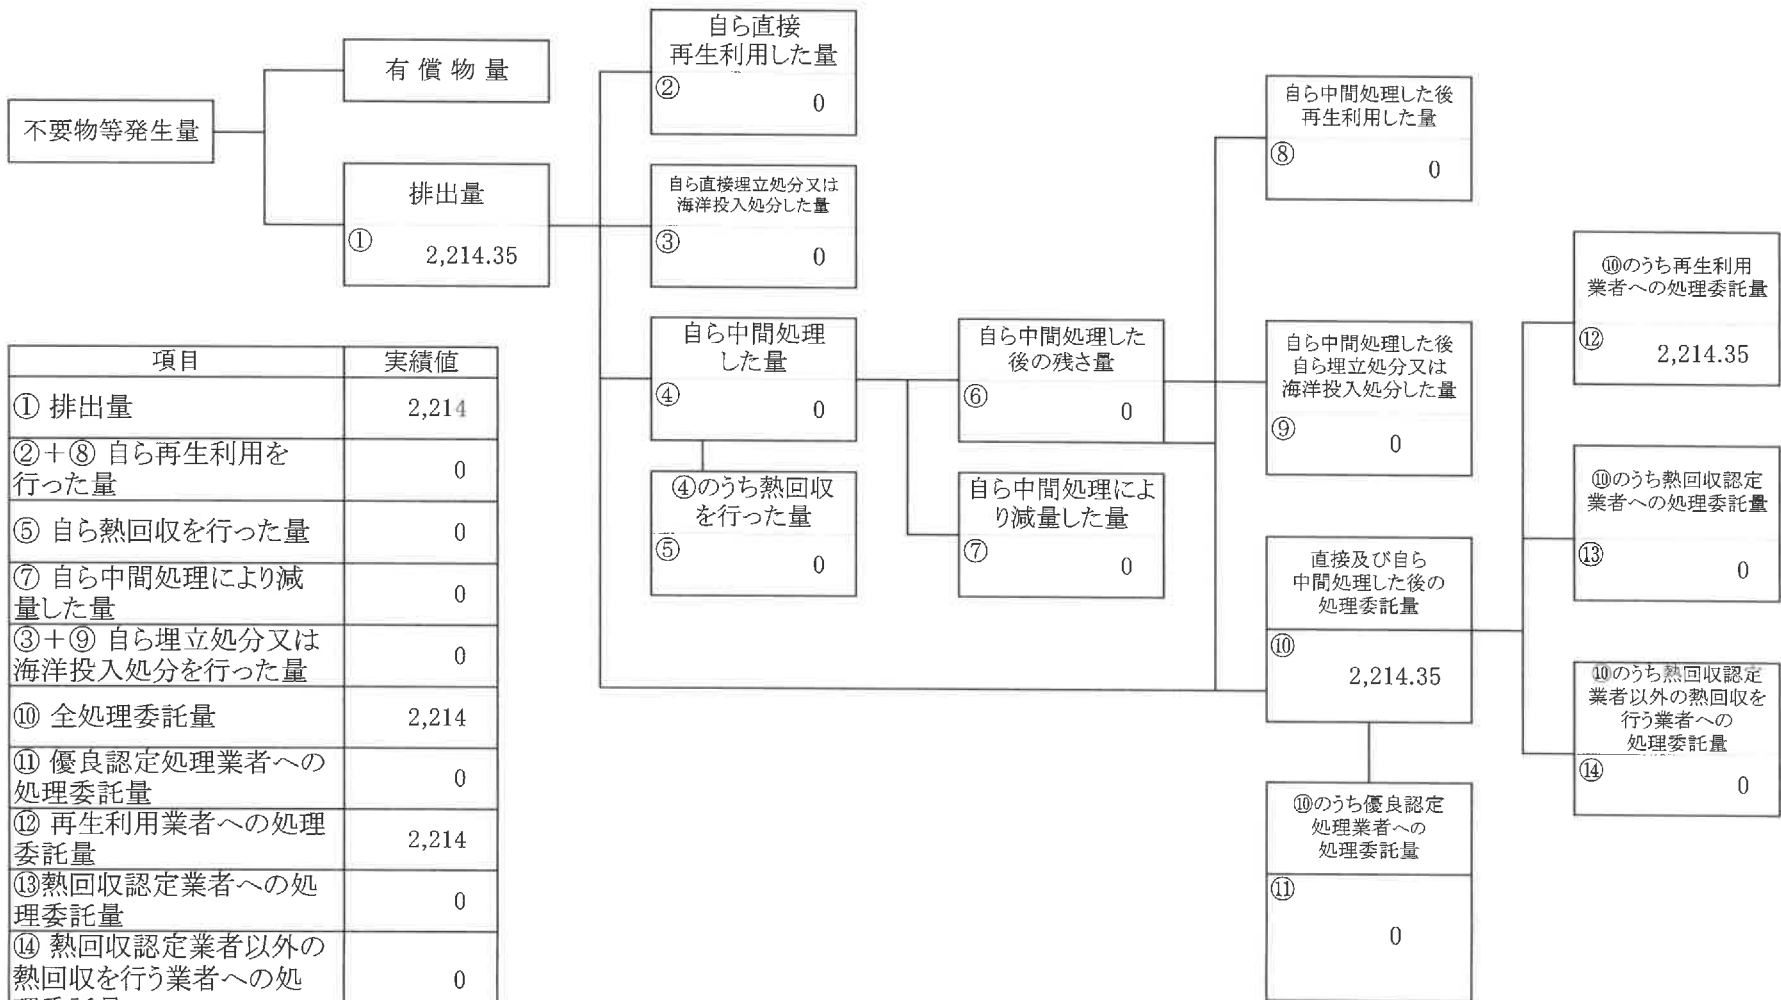 不要物等発生量
有償物量
排出量
①
2,214.35
自ら直接
再生利用した量
②
0
自ら直接埋立処分又は
海洋投入処分した量
③
0
自ら中間処理
した量
④
0
④のうち熱回収
を行った量
⑤
0
自ら中間処理した
後の残さ量
⑥
0
自ら中間処理によ
り減量した量
⑦
0
自ら中間処理した後
再生利用した量
⑧
0
自ら中間処理した後
自ら埋立処分又は
海洋投入処分した量
⑨
0
直接及び自ら
中間処理した後の
処理委託量
⑩
2,214.35
⑩のうち優良認定
処理業者への
処理委託量
⑪
0
⑩のうち再生利用
業者への処理委託量
⑫
2,214.35
⑩のうち熱回収認定
業者への処理委託量
⑬
0
⑩のうち熱回収認定
業者以外の熱回収を
行う業者への
処理委託量
⑭
0
項目 実績値
① 排出量 2,214
②+⑧ 自ら再生利用を
行った量 0
⑤ 自ら熱回収を行った量 0
⑦ 自ら中間処理により減
量した量 0
③+⑨ 自ら埋立処分又は
海洋投入処分を行った量 0
⑩ 全処理委託量 2,214
⑪ 優良認定処理業者への
処理委託量 0
⑫ 再生利用業者への処理
委託量 2,214
⑬熱回収認定業者への処
理委託量 0
⑭ 熱回収認定業者以外の
熱回収を行う業者への処 0